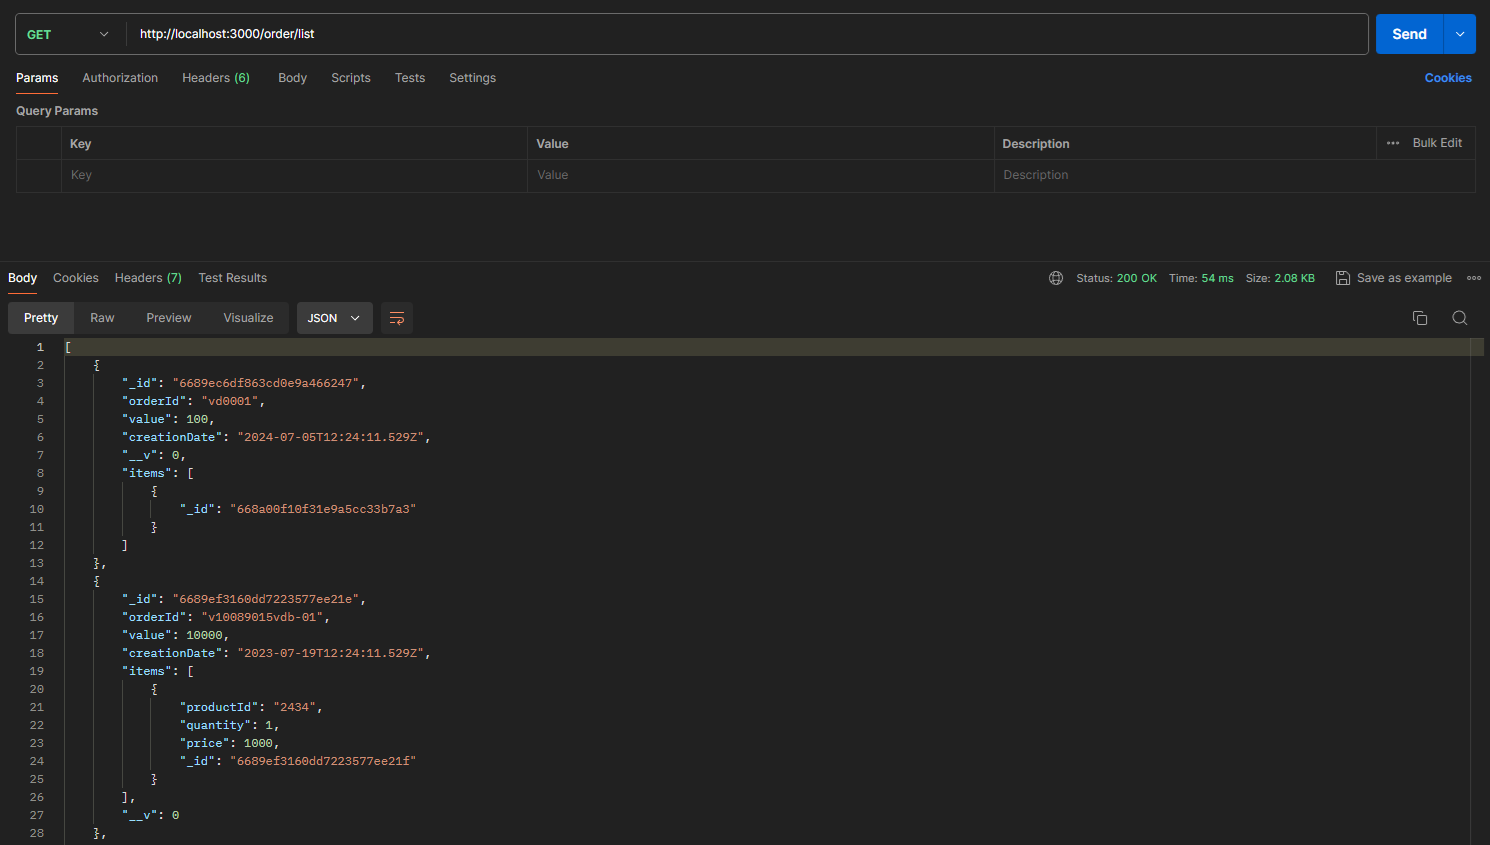 GET http://localhost:3000/order/list Send
Params Authorization Headers (6) Body Scripts Tests Settings Cookies
Query Params
Key Value Description ••• Bulk Edit
Key Value Description
Body Cookies Headers (7) Test Results Status: 200 OK Time: 54 ms Size: 2.08 KB Save as example
Pretty Raw Preview Visualize JSON
1 [
2 {
3 "_id": "6689ec6df863cd0e9a466247",
4 "orderId": "vd0001",
5 "value": 100,
6 "creationDate": "2024-07-05T12:24:11.529Z",
7 "__v": 0,
8 "items": [
9 {
10 "_id": "668a00f10f31e9a5cc33b7a3"
11 }
12 ]
13 },
14 {
15 "_id": "6689ef3160dd7223577ee21e",
16 "orderId": "v10089015vdb-01",
17 "value": 10000,
18 "creationDate": "2023-07-19T12:24:11.529Z",
19 "items": [
20 {
21 "productId": "2434",
22 "quantity": 1,
23 "price": 1000,
24 "_id": "6689ef3160dd7223577ee21f"
25 }
26 ],
27 "__v": 0
28 },